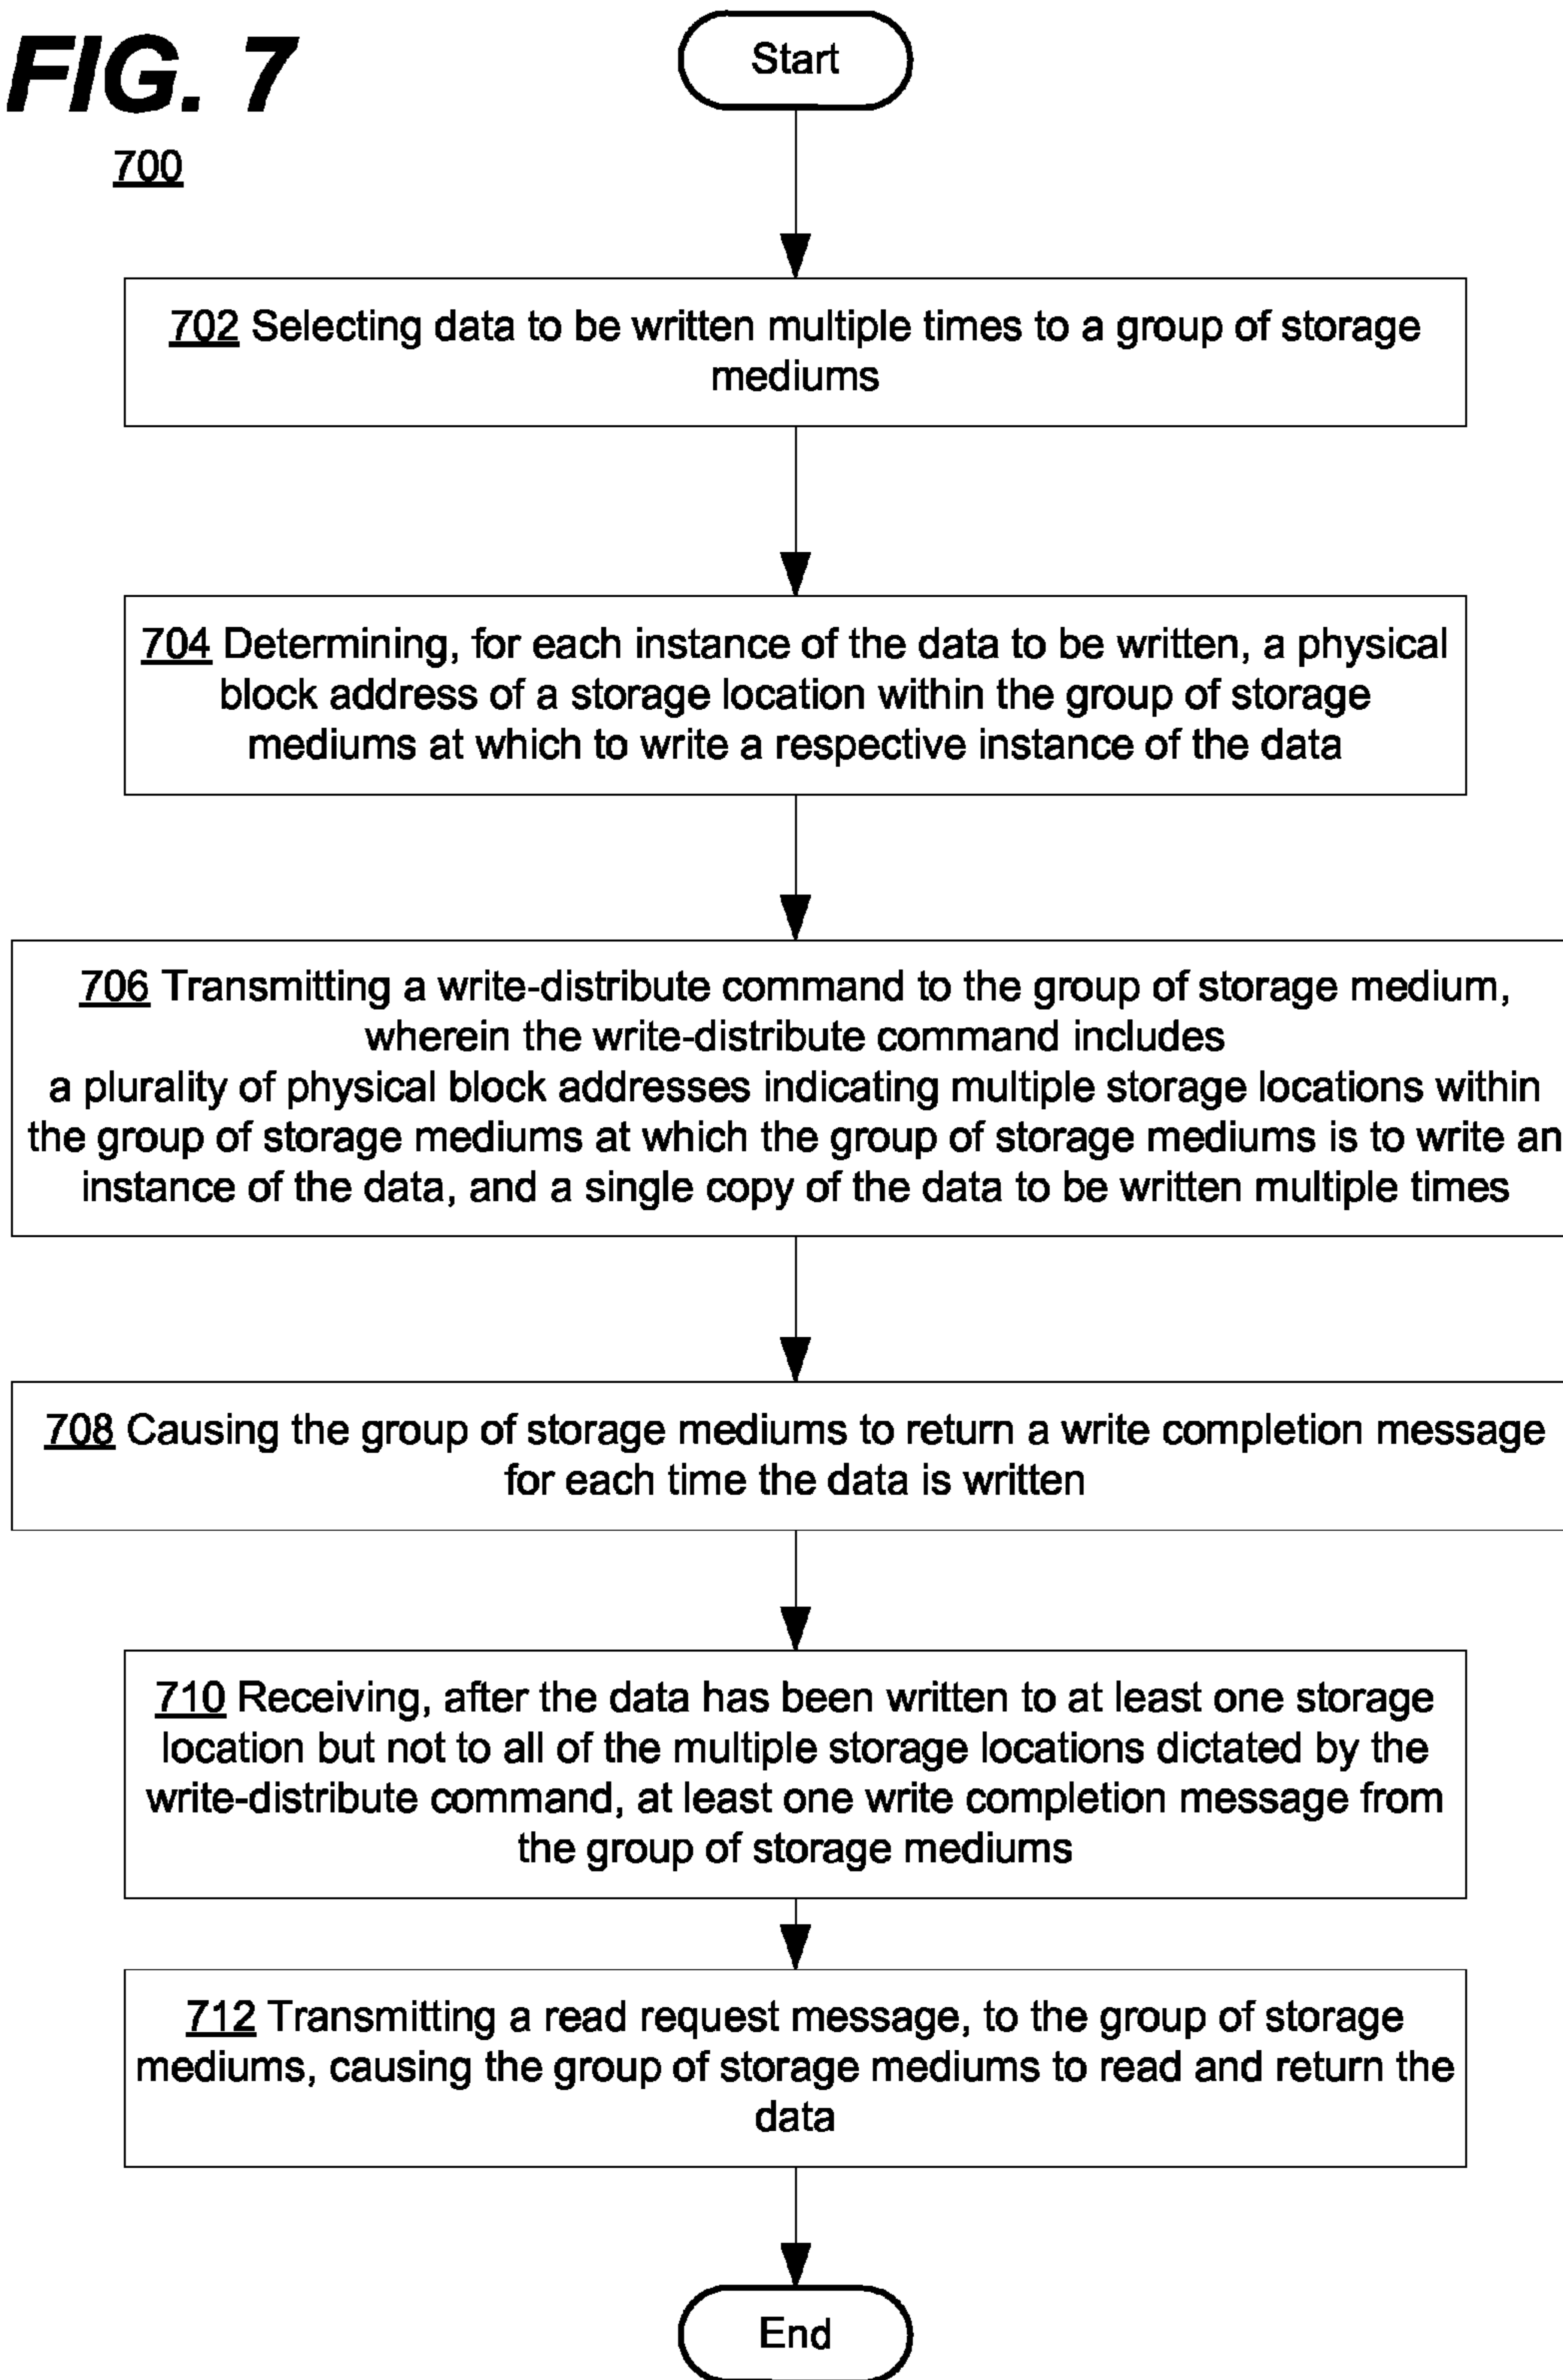 FIG. 7
700
Start
702 Selecting data to be written multiple times to a group of storage
mediums
704 Determining, for each instance of the data to be written, a physical
block address of a storage location within the group of storage
mediums at which to write a respective instance of the data
706 Transmitting a write-distribute command to the group of storage medium,
wherein the write-distribute command includes
a plurality of physical block addresses indicating multiple storage locations within
the group of storage mediums at which the group of storage mediums is to write an
instance of the data, and a single copy of the data to be written multiple times
708 Causing the group of storage mediums to return a write completion message
for each time the data is written
710 Receiving, after the data has been written to at least one storage
location but not to all of the multiple storage locations dictated by the
write-distribute command, at least one write completion message from
the group of storage mediums
712 Transmitting a read request message, to the group of storage
mediums, causing the group of storage mediums to read and return the
data
End